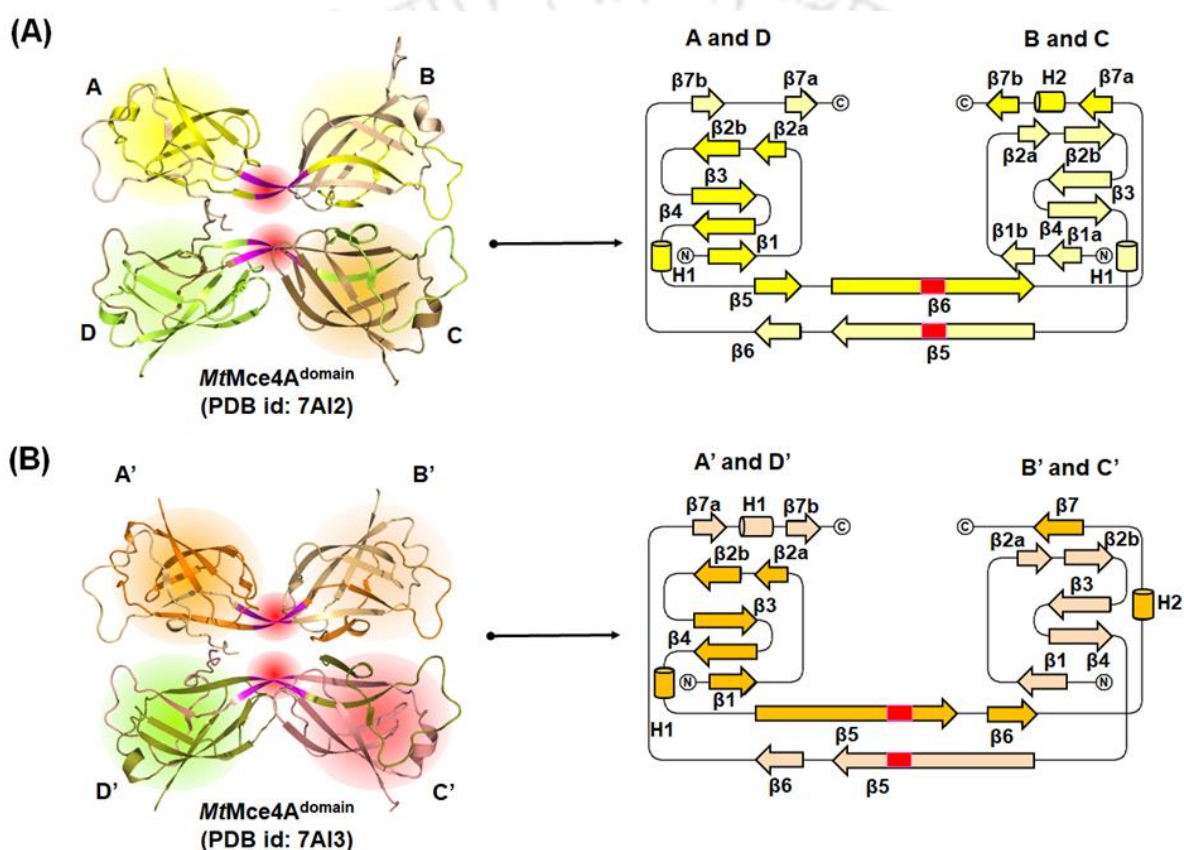 (A)
A and D
B and C
A
B
β7b
β7a
C
C
β7b
H2
β7a
β2b
β2a
β2a
β2b
β3
β3
β4
β1
β1b
β4
β1a
N
H1
N
H1
β5
β6
β6
β5
D
C
MtMce4Adomain
(PDB id: 7AI2)
(B)
A’ and D’
B’ and C’
A’
B’
β7a
H1
β7b
C
C
β7
β2b
β2a
β2a
β2b
β3
β3
H2
β4
N
β1
β1
β4
N
H1
β5
β6
β6
β5
D’
C’
MtMce4Adomain
(PDB id: 7AI3)